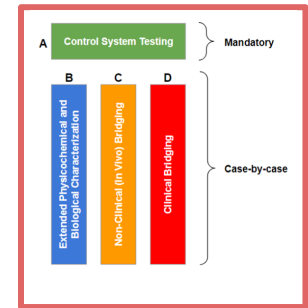 A
Control System Testing
Mandatory
B
C
D
Extended Physicochemical and
Biological Characterization
Non-Clinical (In Vivo) Bridging
Clinical Bridging
Case-by-case